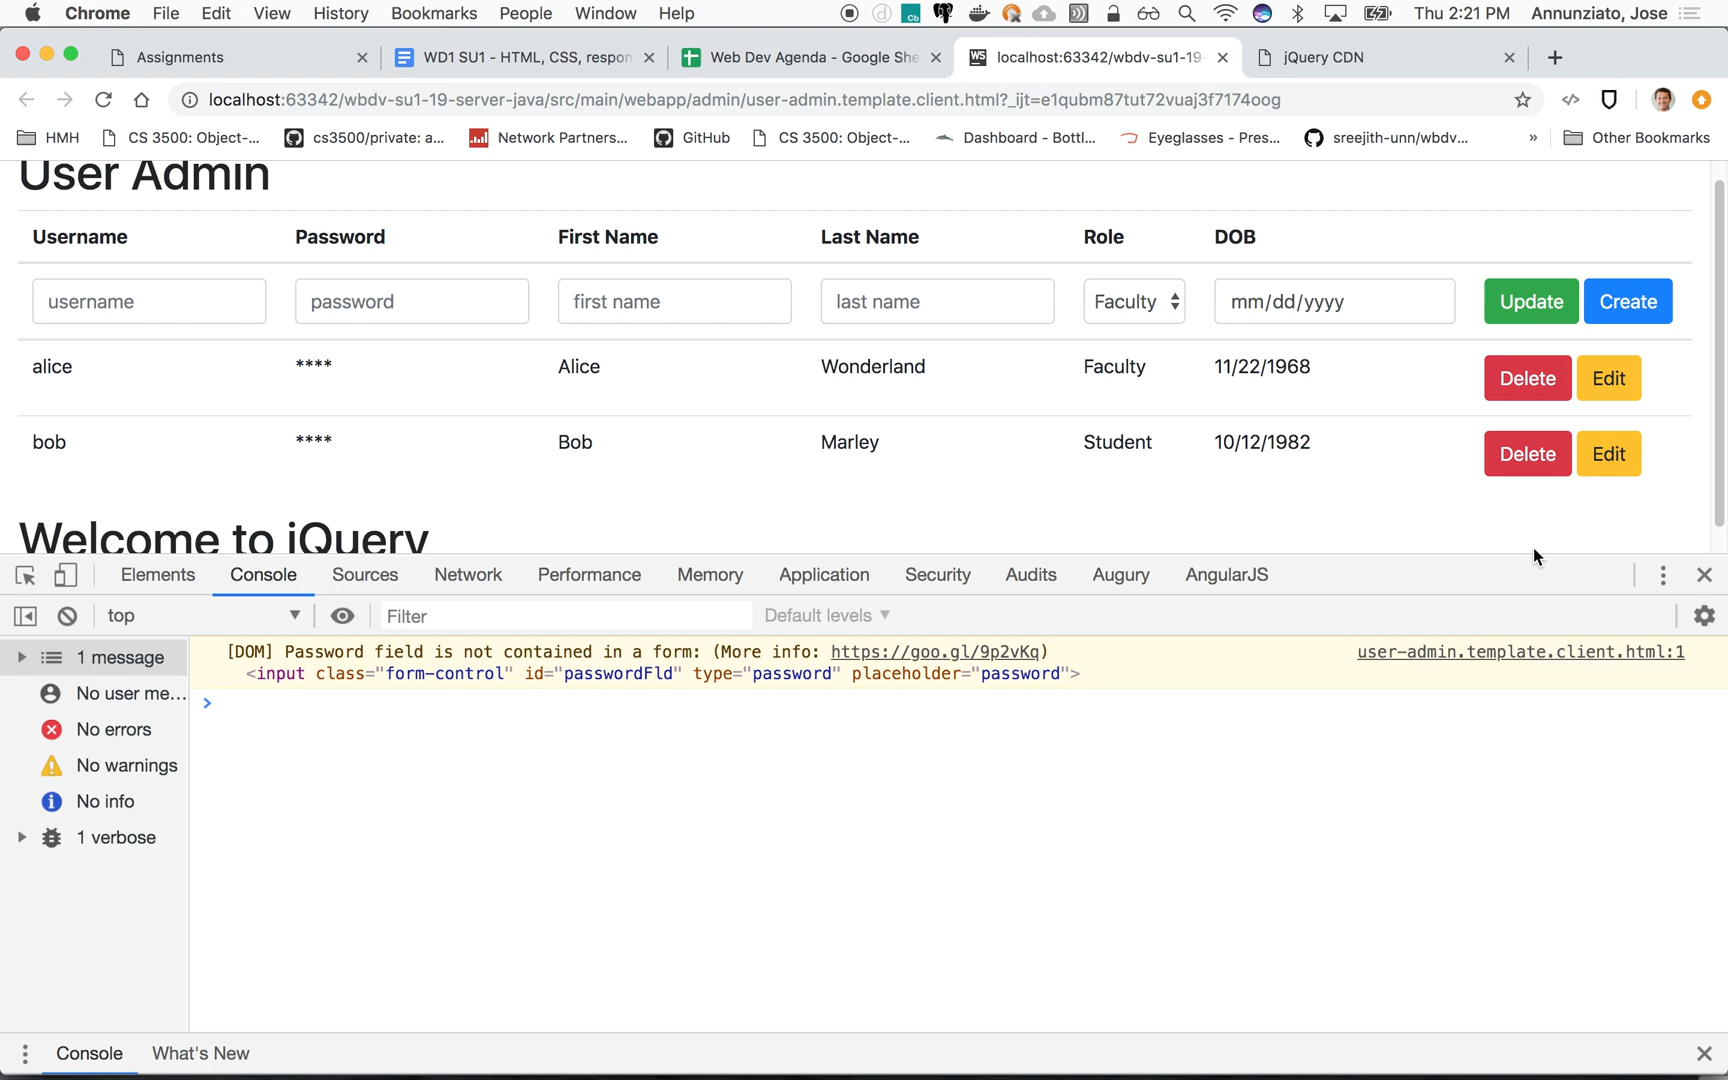 Chrome File Edit View History Bookmarks People Window Help Thu 2:21 PM Annunziato, Jose
Assignments WD1 SU1 - HTML, CSS, respon Web Dev Agenda - Google She localhost:63342/wbdv-su1-19- jQuery CDN
localhost:63342/wbdv-su1-19-server-java/src/main/webapp/admin/user-admin.template.client.html?_ijt=e1qubm87tut72vuaj3f7174oog
HMH CS 3500: Object-... cs3500/private: a... Network Partners... GitHub CS 3500: Object-... Dashboard - Bottl... Eyeglasses - Pres... sreejith-unn/wbdv... » Other Bookmarks
User Admin
Username Password First Name Last Name Role DOB
username password first name last name Faculty mm/dd/yyyy Update Create
alice **** Alice Wonderland Faculty 11/22/1968 Delete Edit
bob **** Bob Marley Student 10/12/1982 Delete Edit
Welcome to jQuery
Elements Console Sources Network Performance Memory Application Security Audits Augury AngularJS
top Filter Default levels
1 message
No user me...
No errors
No warnings
No info
1 verbose
[DOM] Password field is not contained in a form: (More info: https://goo.gl/9p2vKq) user-admin.template.client.html:1
<input class="form-control" id="passwordFld" type="password" placeholder="password">
Console What's New